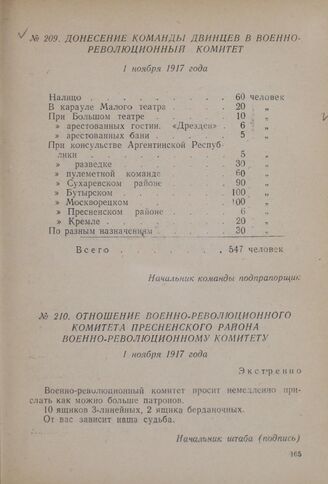 № 209. ДОНЕСЕНИЕ КОМАНДЫ ДВИНЦЕВ В ВОЕННО-
РЕВОЛЮЦИОННЫЙ КОМИТЕТ
1 ноября 1917 года
Налицо . . . . . . . . . 60 человек
В карауле Малого театра . . . . 20 „
При Большом театре . . . . . . 10 „
» арестованных гостин. «Дрезден» . 6 „
» арестованных бани . . . . . 5 „
При консульстве Аргентинской Респуб-
лики . . . . . . . . . 5 „
» разведке . . . . . . . 30 „
» пулеметной команде . . . . 60 „
» Сухаревском районе . . . . 90 „
» Бутырском „ . . . . 100 „
» Москворецком „ . . . . 100 „
» Пресненском районе . . . . 6 „
» Кремле . . . . . . . . 20 „
По разным назначениям . . . . 30 „
Всего . . . . . . 547 человек
Начальник команды подпрапорщик
№ 210. ОТНОШЕНИЕ ВОЕННО-РЕВОЛЮЦИОННОГО
КОМИТЕТА ПРЕСНЕНСКОГО РАЙОНА
ВОЕННО-РЕВОЛЮЦИОННОМУ КОМИТЕТУ
1 ноября 1917 года
Экстренно
Военно-революционный комитет просит немедленно при-
слать как можно больше патронов.
10 ящиков 3-линейных, 2 ящика берданочных.
От вас зависит наша судьба.
Начальник штаба (подпись)
165